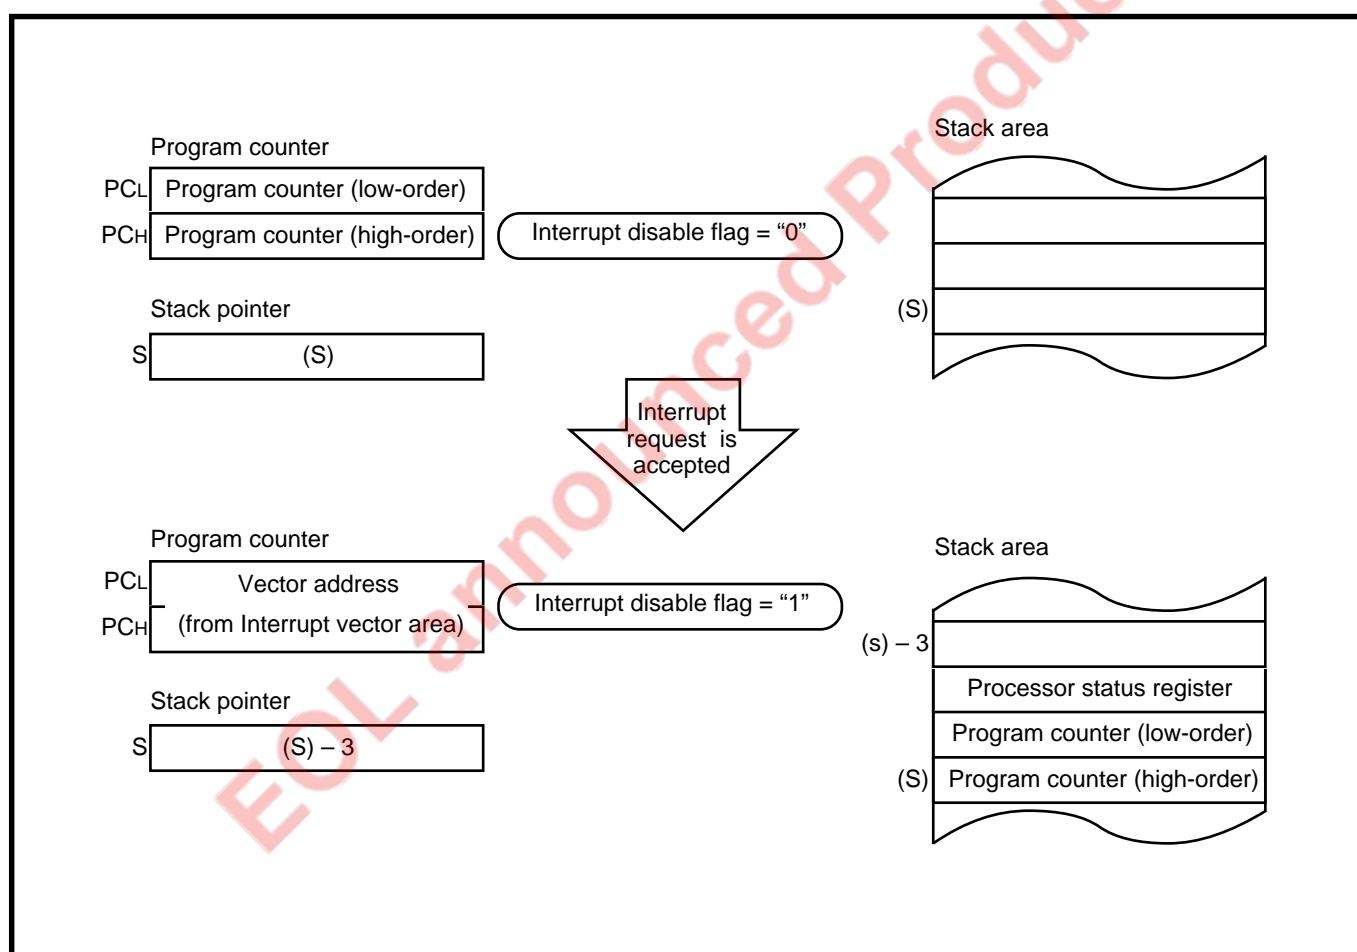 Program counter
PCL Program counter (low-order)
PCH Program counter (high-order)
Interrupt disable flag = “0”
Stack pointer
S (S)
Stack area
(S)
Interrupt
request is
accepted
Program counter
PCL Vector address
PCH (from Interrupt vector area)
Interrupt disable flag = “1”
Stack pointer
S (S) – 3
Stack area
(s) – 3
Processor status register
Program counter (low-order)
(S) Program counter (high-order)
EOL announced Produc